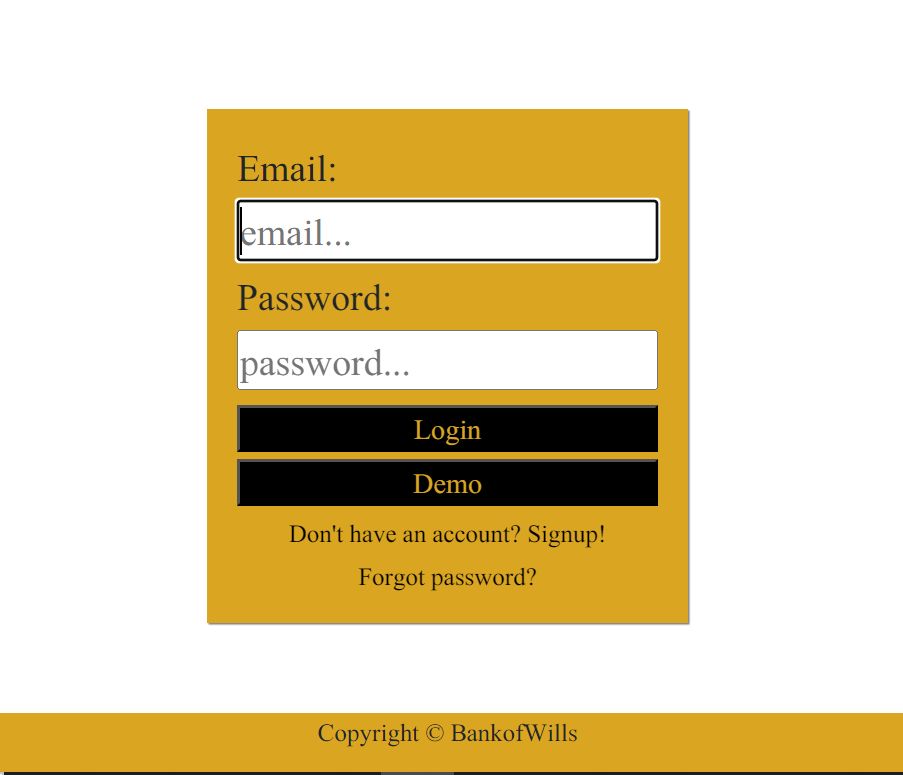 Email:
email...
Password:
password...
Login
Demo
Don't have an account? Signup!
Forgot password?
Copyright © BankofWills